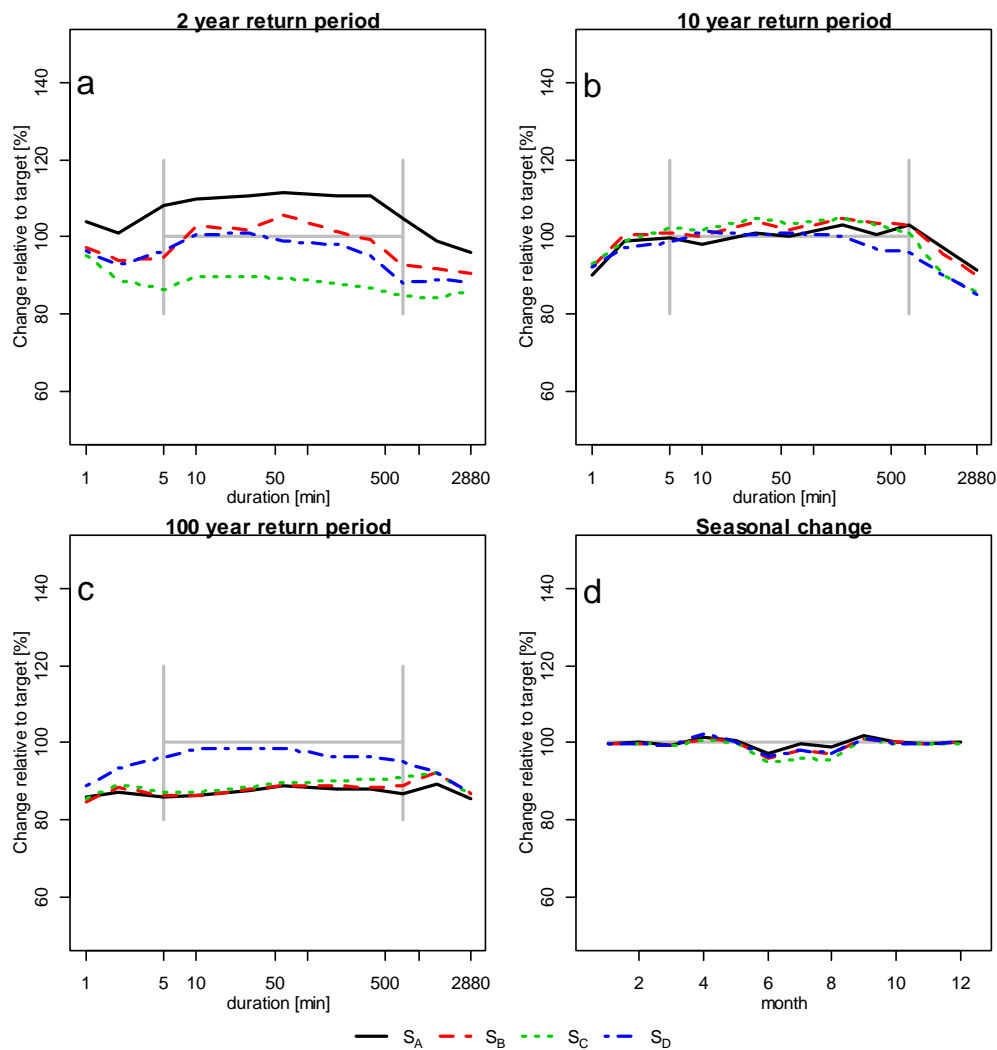 2 year return period
a
Change relative to target [%]
140
120
100
80
60
1 5 10 50 500 2880
duration [min]
10 year return period
b
Change relative to target [%]
140
120
100
80
60
1 5 10 50 500 2880
duration [min]
100 year return period
c
Change relative to target [%]
140
120
100
80
60
1 5 10 50 500 2880
duration [min]
Seasonal change
d
Change relative to target [%]
140
120
100
80
60
2 4 6 8 10 12
month
S_A S_B S_C S_D